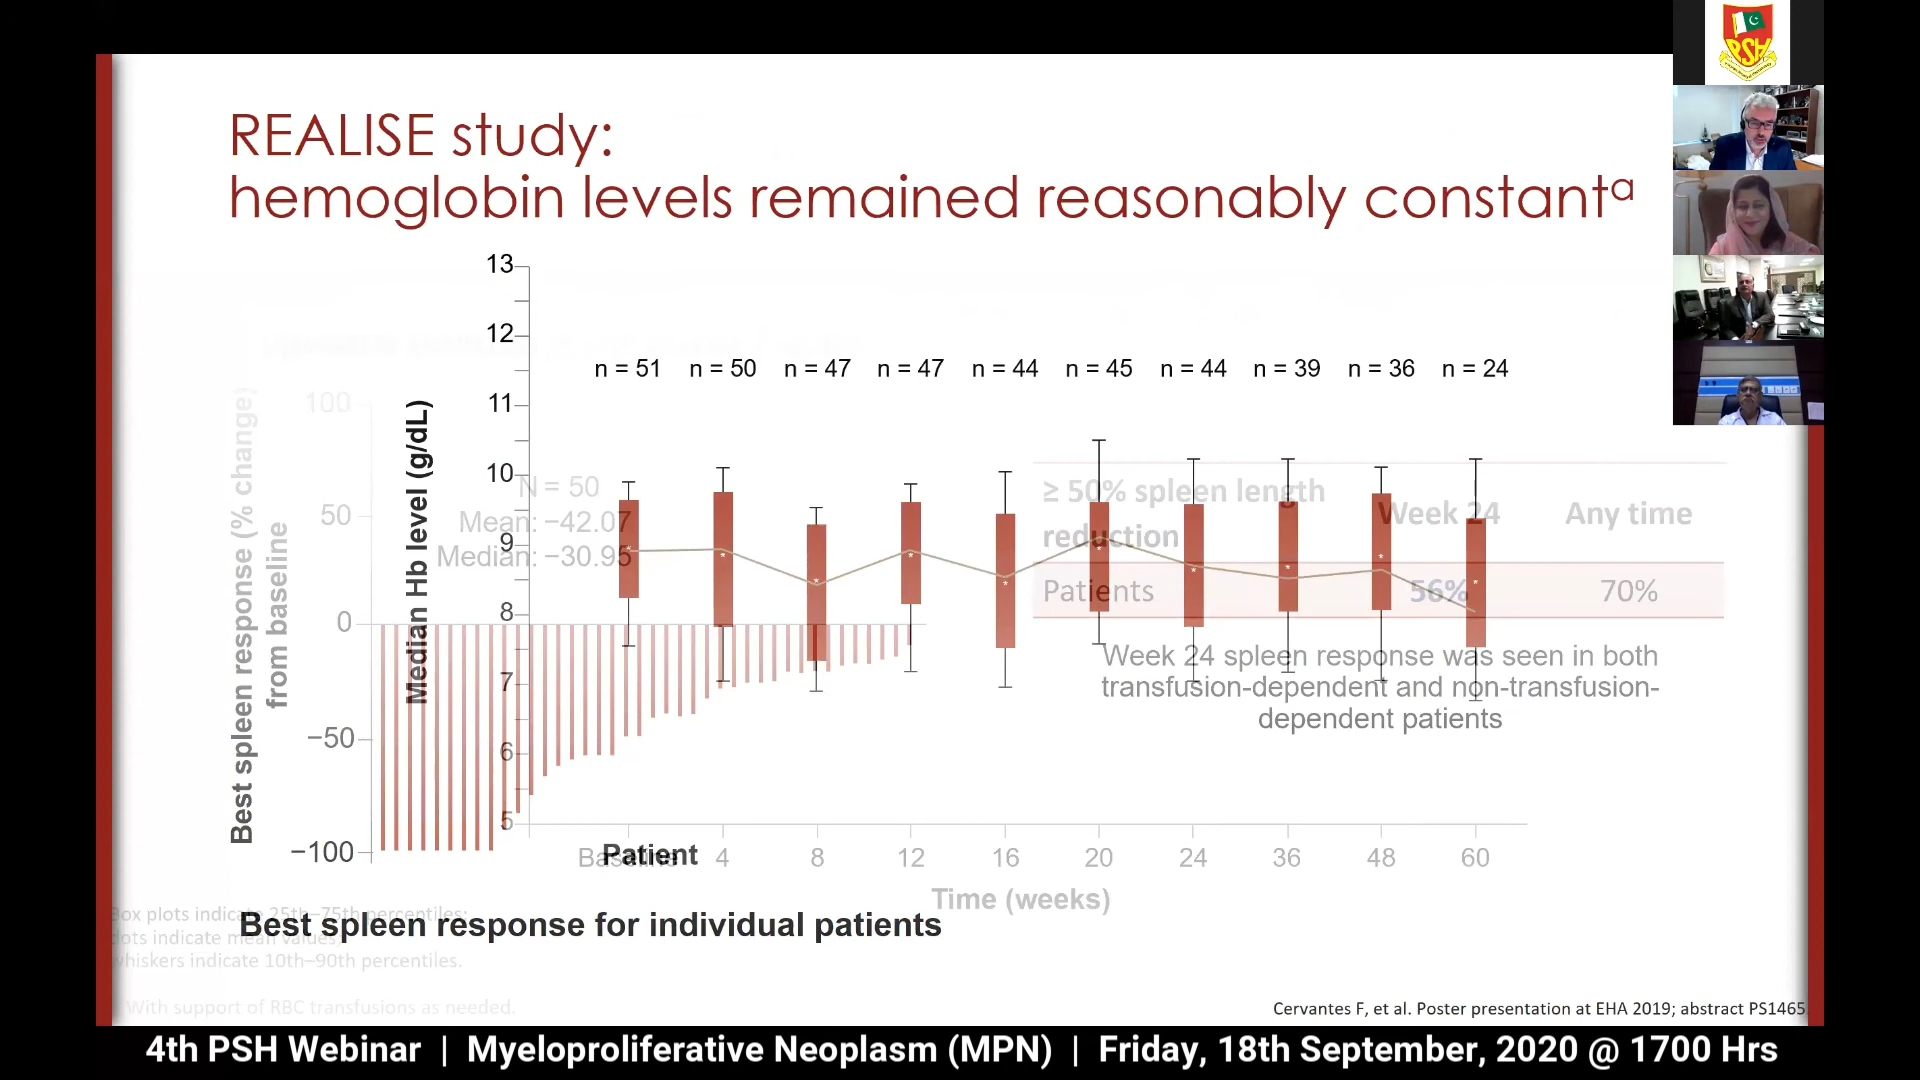 PSH
REALISE study:
hemoglobin levels remained reasonably constantᵃ
13
12
11
10
9
8
7
6
5
Median Hb level (g/dL)
n = 51 n = 50 n = 47 n = 47 n = 44 n = 45 n = 44 n = 39 n = 36 n = 24
Baseline 4 8 12 16 20 24 36 48 60
Time (weeks)
100
50
0
−50
−100
Best spleen response (% change)
from baseline
N = 50
Mean: −42.07
Median: −30.95
Patient
≥ 50% spleen length
reduction
Week 24 Any time
Patients 56% 70%
Week 24 spleen response was seen in both
transfusion-dependent and non-transfusion-
dependent patients
Best spleen response for individual patients
Box plots indicate 25th–75th percentiles;
dots indicate mean values;
whiskers indicate 10th–90th percentiles.
With support of RBC transfusions as needed.
Cervantes F, et al. Poster presentation at EHA 2019; abstract PS1465.
4th PSH Webinar | Myeloproliferative Neoplasm (MPN) | Friday, 18th September, 2020 @ 1700 Hrs